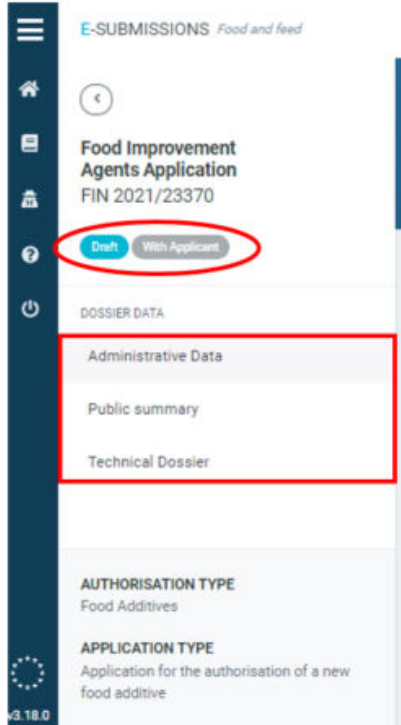 E-SUBMISSIONS Food and feed
Food Improvement
Agents Application
FIN 2021/23370
Draft With Applicant
DOSSIER DATA
Administrative Data
Public summary
Technical Dossier
AUTHORISATION TYPE
Food Additives
APPLICATION TYPE
Application for the authorisation of a new
food additive
v3.18.0